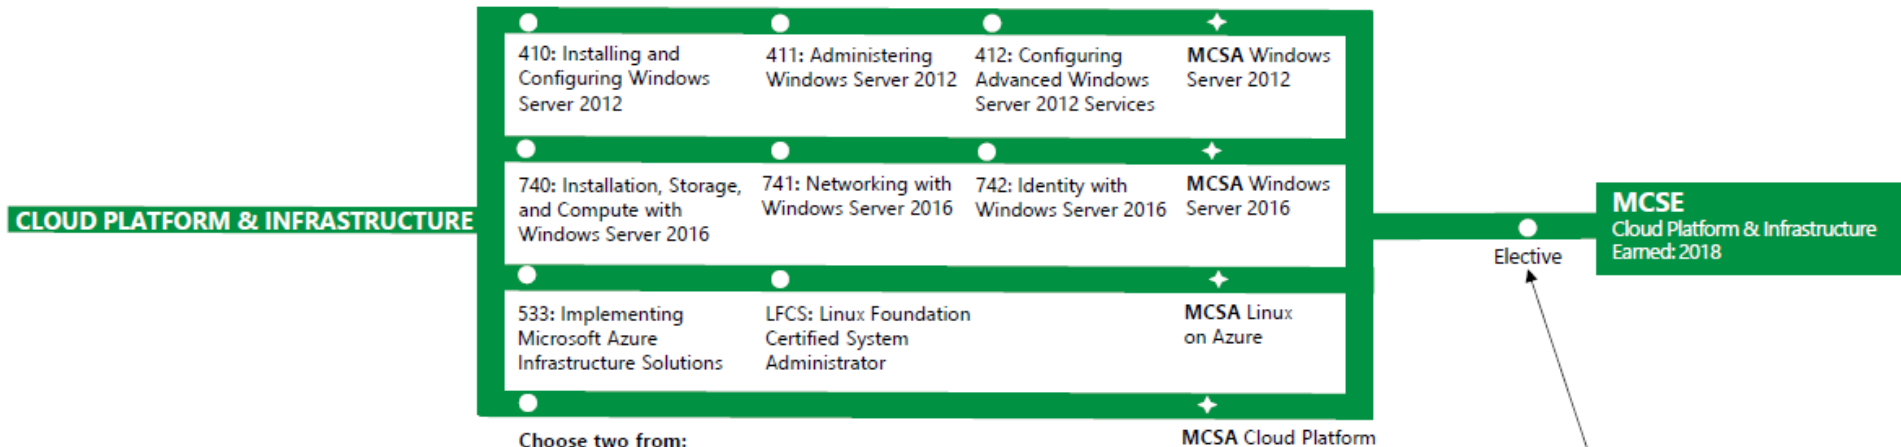 CLOUD PLATFORM & INFRASTRUCTURE
410: Installing and
Configuring Windows
Server 2012
411: Administering
Windows Server 2012
412: Configuring
Advanced Windows
Server 2012 Services
MCSA Windows
Server 2012
740: Installation, Storage,
and Compute with
Windows Server 2016
741: Networking with
Windows Server 2016
742: Identity with
Windows Server 2016
MCSA Windows
Server 2016
533: Implementing
Microsoft Azure
Infrastructure Solutions
LFCS: Linux Foundation
Certified System
Administrator
MCSA Linux
on Azure
Choose two from:
MCSA Cloud Platform
Elective
MCSE
Cloud Platform & Infrastructure
Earned: 2018